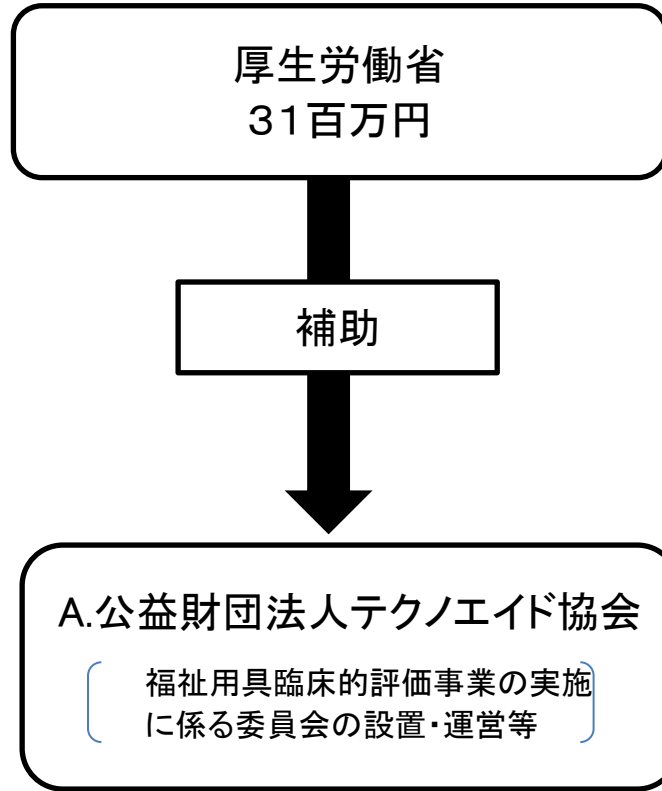 厚生労働省
３１百万円
補助
A.公益財団法人テクノエイド協会
福祉用具臨床的評価事業の実施
に係る委員会の設置・運営等